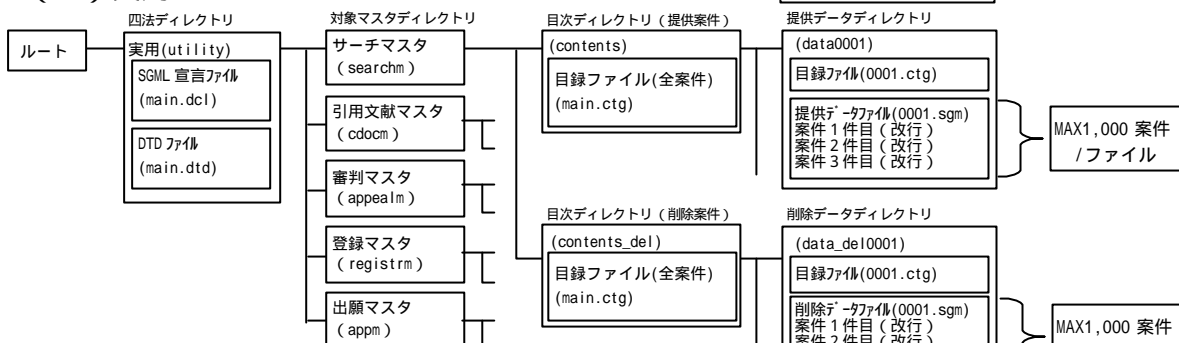 四法ディレクトリ
対象マスタディレクトリ
目次ディレクトリ（提供案件）
提供データディレクトリ
ルート
実用(utility)
SGML 宣言ファイル
(main.dcl)
DTD ファイル
(main.dtd)
サーチマスタ
(searchm)
引用文献マスタ
(cdocm)
審判マスタ
(appealm)
登録マスタ
(registrm)
出願マスタ
(appm)
(contents)
目録ファイル(全案件)
(main.ctg)
(data0001)
目録ファイル(0001.ctg)
提供データファイル(0001.sgm)
案件１件目（改行）
案件２件目（改行）
案件３件目（改行）
MAX1,000 案件
/ファイル
目次ディレクトリ（削除案件）
削除データディレクトリ
(contents_del)
目録ファイル(全案件)
(main.ctg)
(data_del0001)
目録ファイル(0001.ctg)
削除データファイル(0001.sgm)
案件１件目（改行）
案件２件目（改行）
MAX1,000 案件